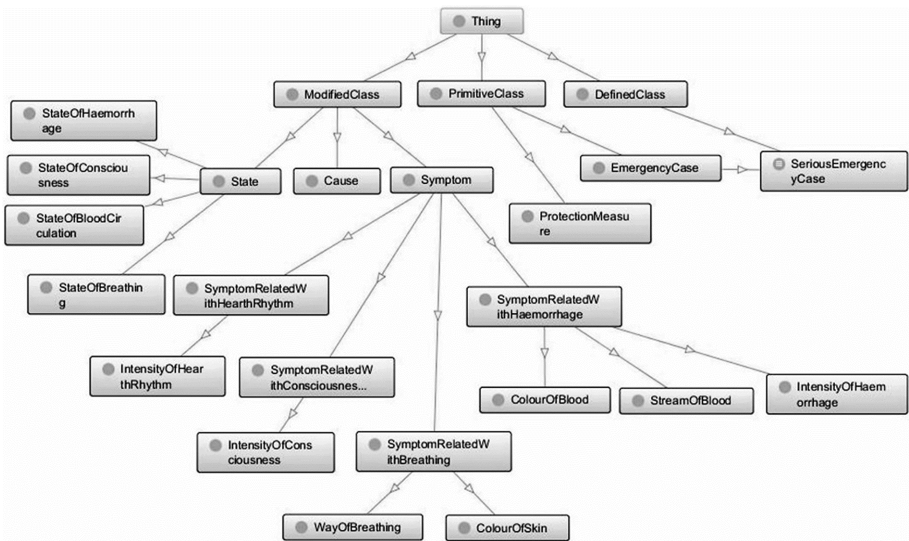 Thing
ModifiedClass
PrimitiveClass
DefinedClass
StateOfHaemorrh
age
StateOfConsciou
sness
State
Cause
Symptom
EmergencyCase
SeriousEmergenc
yCase
StateOfBloodCir
culation
ProtectionMeasu
re
StateOfBreathin
g
SymptomRelatedW
ithHearthRhythm
SymptomRelatedW
ithHaemorrhage
IntensityOfHear
thRhythm
SymptomRelatedW
ithConsciousnes...
ColourOfBlood
StreamOfBlood
IntensityOfHaem
orrhage
IntensityOfCons
ciousness
SymptomRelatedW
ithBreathing
WayOfBreathing
ColourOfSkin